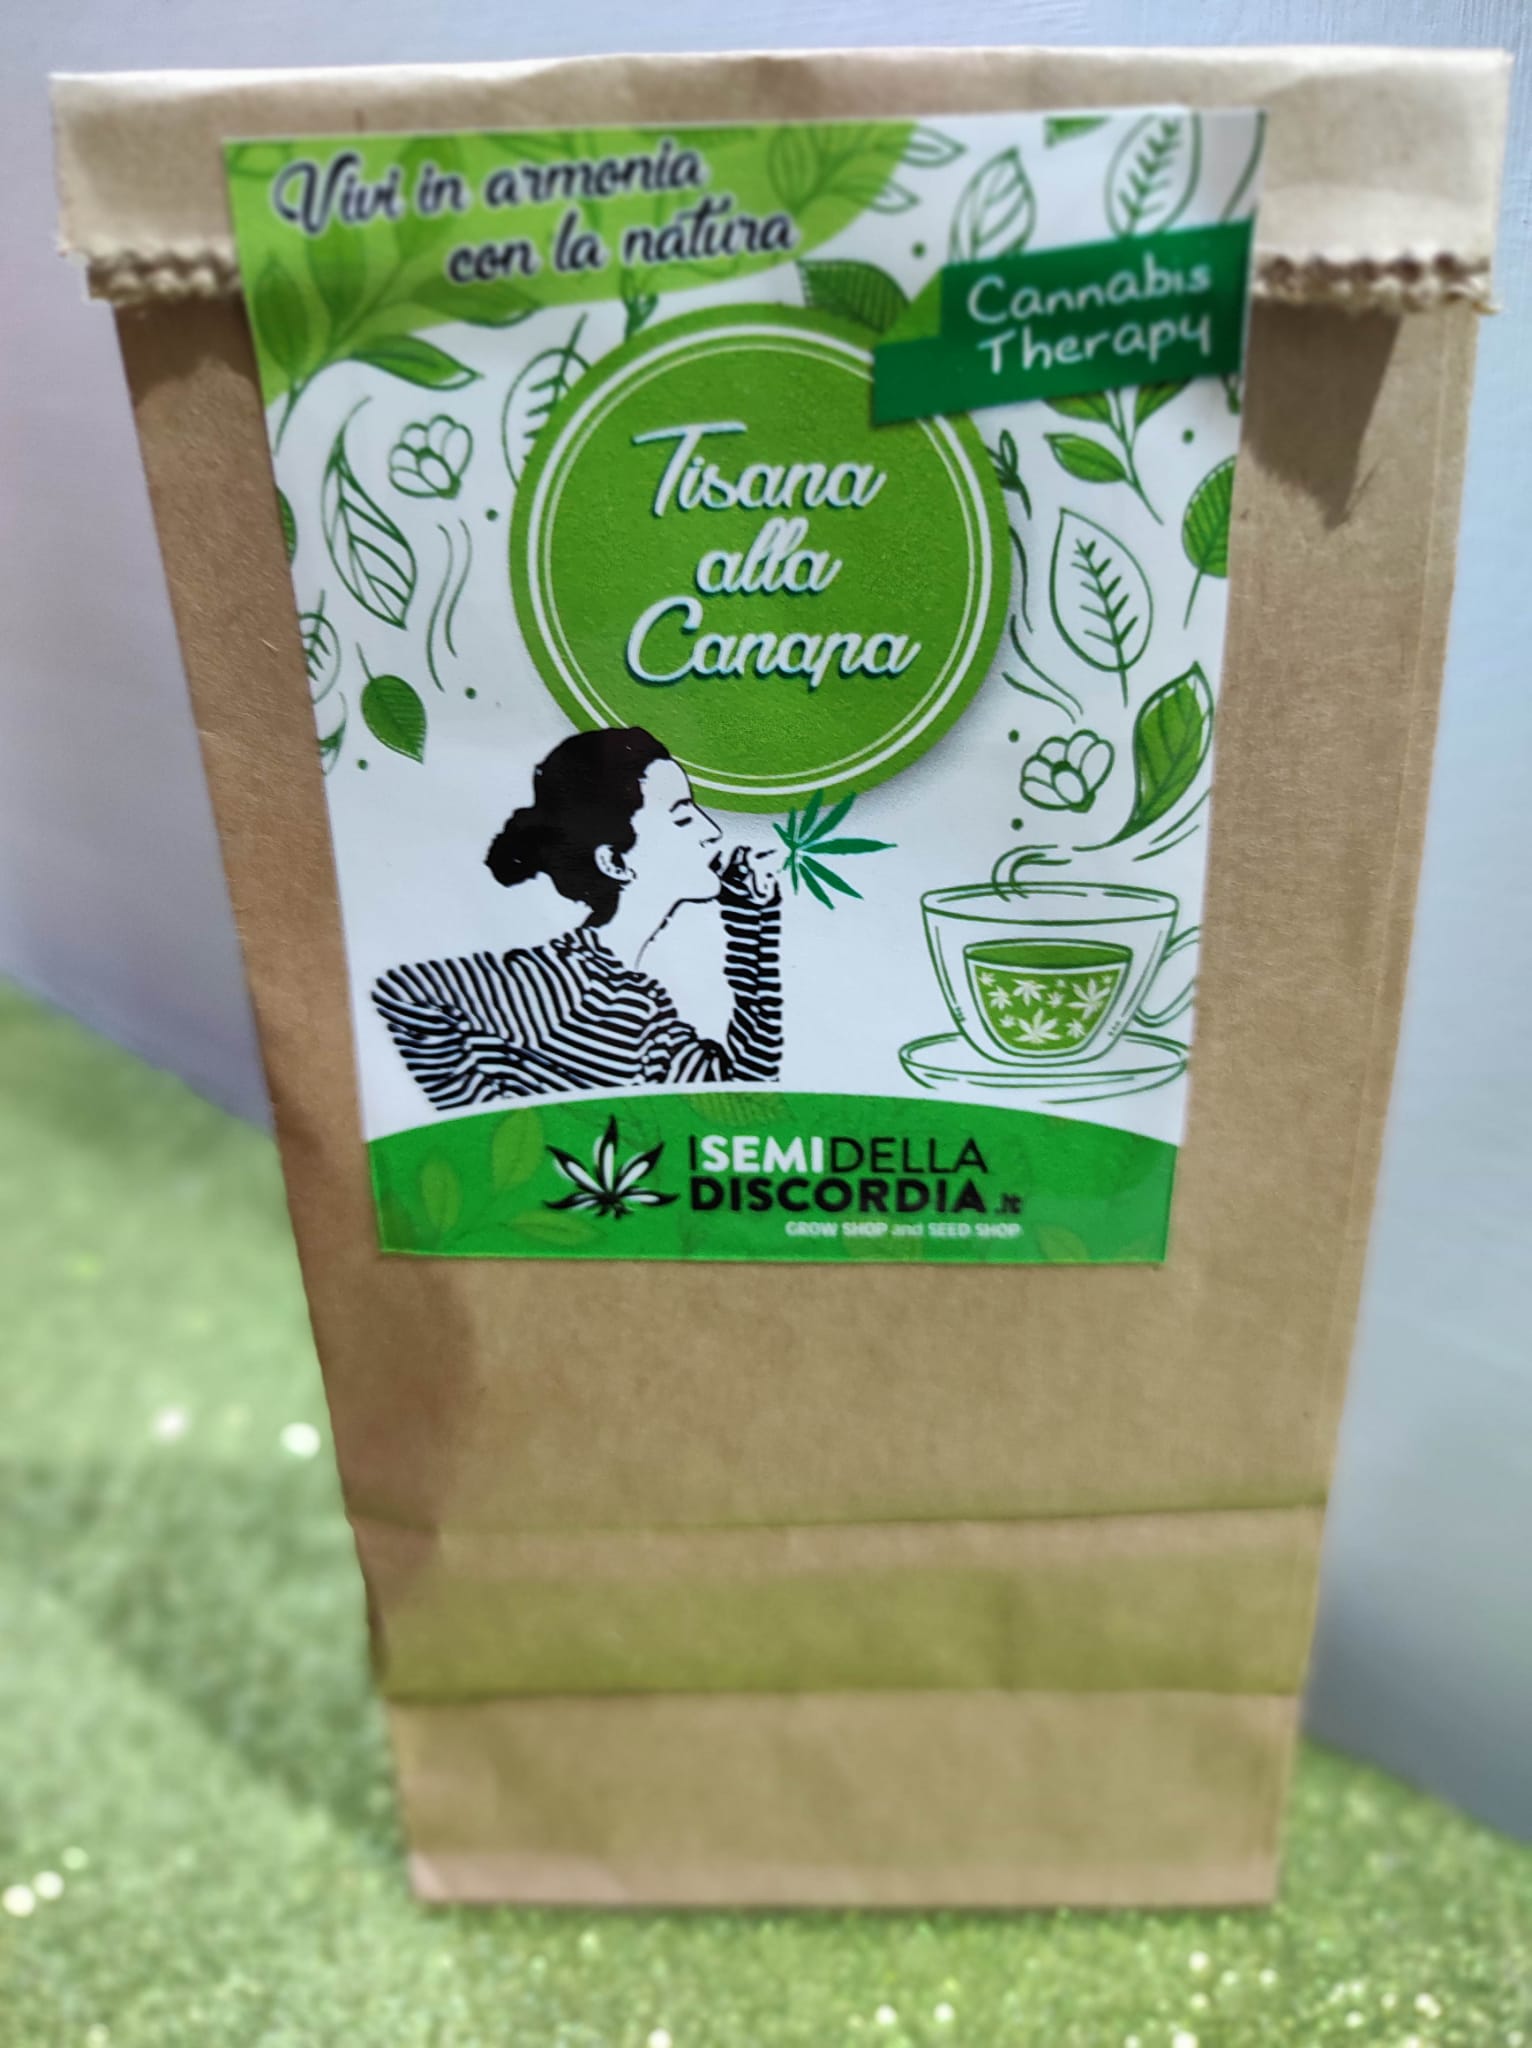 Vivi in armonia
con la natura
Cannabis
Therapy
Tisana
alla
Canapa
ISEMIDELLA
DISCORDIA.it
GROW SHOP and SEED SHOP